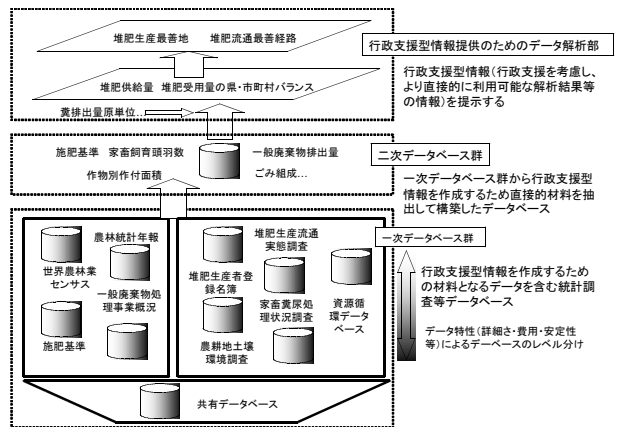 堆肥生産最善地　堆肥流通最善経路
堆肥供給量　堆肥受用量の県・市町村バランス
糞排出量原単位…
行政支援型情報提供のためのデータ解析部
行政支援型情報(行政支援を考慮し、
より直接的に利用可能な解析結果等
の情報)を提示する
施肥基準　家畜飼育頭羽数
作物別作付面積
一般廃棄物排出量
ごみ組成…
二次データベース群
一次データベース群から行政支援型
情報を作成するため直接的材料を抽
出して構築したデータベース
農林統計年報
世界農林業
センサス
一般廃棄物処
理事業概況
施肥基準
堆肥生産流通
実態調査
堆肥生産者登
録名簿
家畜糞尿処
理状況調査
資源循
環データ
ベース
農耕地土壌
環境調査
共有データベース
一次データベース群
行政支援型情報を作成するため
の材料となるデータを含む統計調
査等データベース
データ特性(詳細さ・費用・安定性
等)によるデーベースのレベル分け